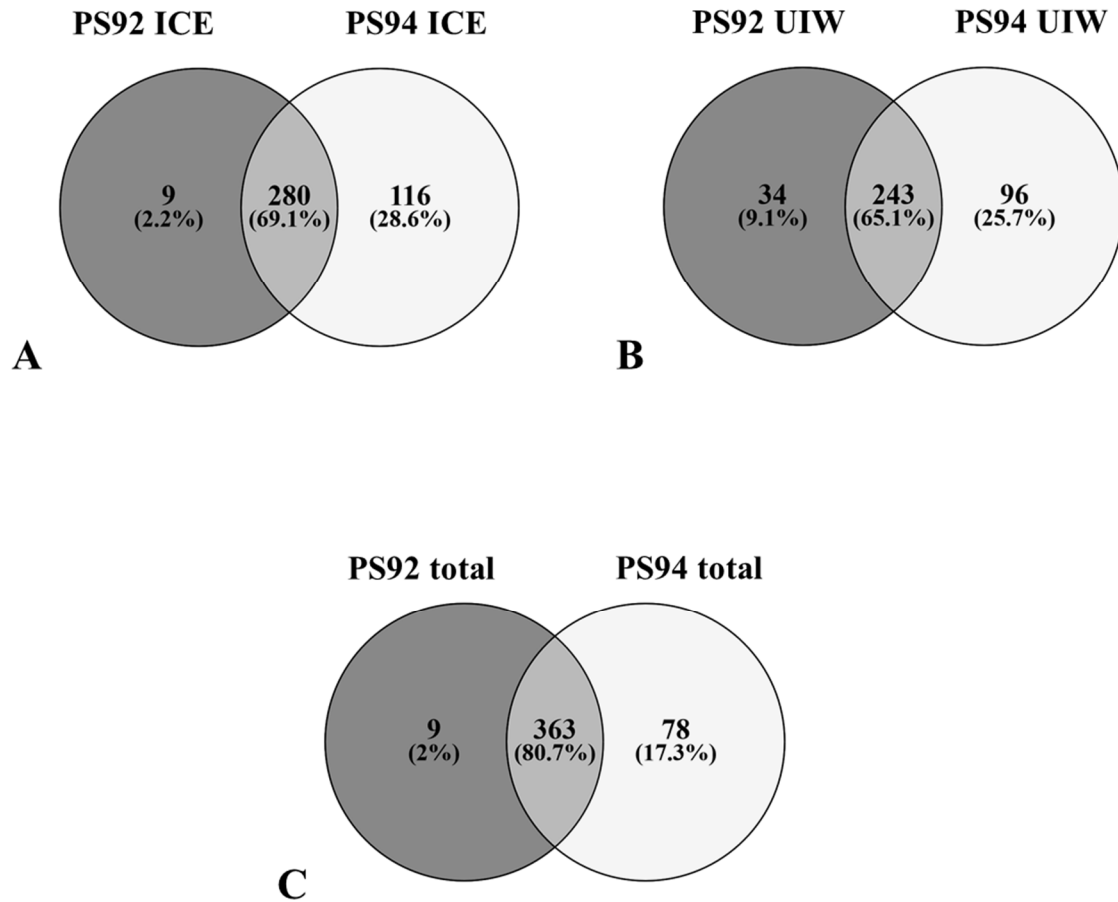 PS92 ICE PS94 ICE
9 280 116
(2.2%) (69.1%) (28.6%)
A
PS92 UIW PS94 UIW
34 243 96
(9.1%) (65.1%) (25.7%)
B
PS92 total PS94 total
9 363 78
(2%) (80.7%) (17.3%)
C